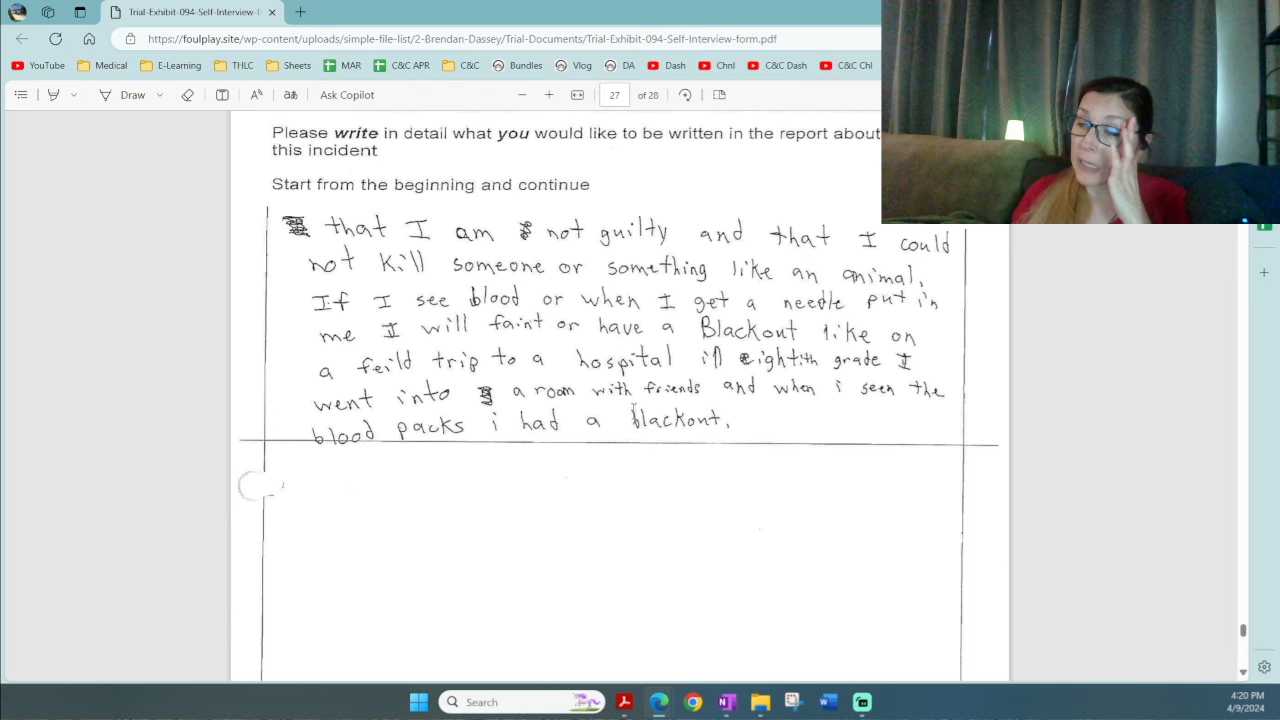 Trial-Exhibit-094-Self-Interview-f
https://foulplay.site/wp-content/uploads/simple-file-list/2-Brendan-Dassey/Trial-Documents/Trial-Exhibit-094-Self-Interview-form.pdf
YouTube Medical E-Learning THLC Sheets MAR C&C APR C&C Bundles Vlog DA Dash Chnl C&C Dash C&C Chl
Draw Ask Copilot 27 of 28
Please write in detail what you would like to be written in the report about
this incident
Start from the beginning and continue
that I am not guilty and that I could
not kill someone or something like an animal.
If I see blood or when I get a needle put in
me I will faint or have a Blackout like on
a feild trip to a hospital in eightith grade I
went into a room with friends and when i seen the
blood packs i had a blackout.
Search
4:20 PM
4/9/2024